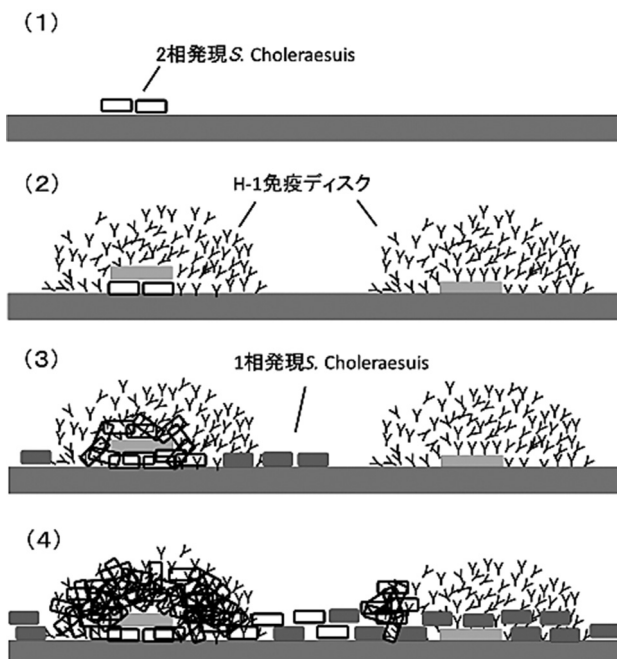 (1)
2相発現S. Choleraesuis
(2)
H-1免疫ディスク
(3)
1相発現S. Choleraesuis
(4)